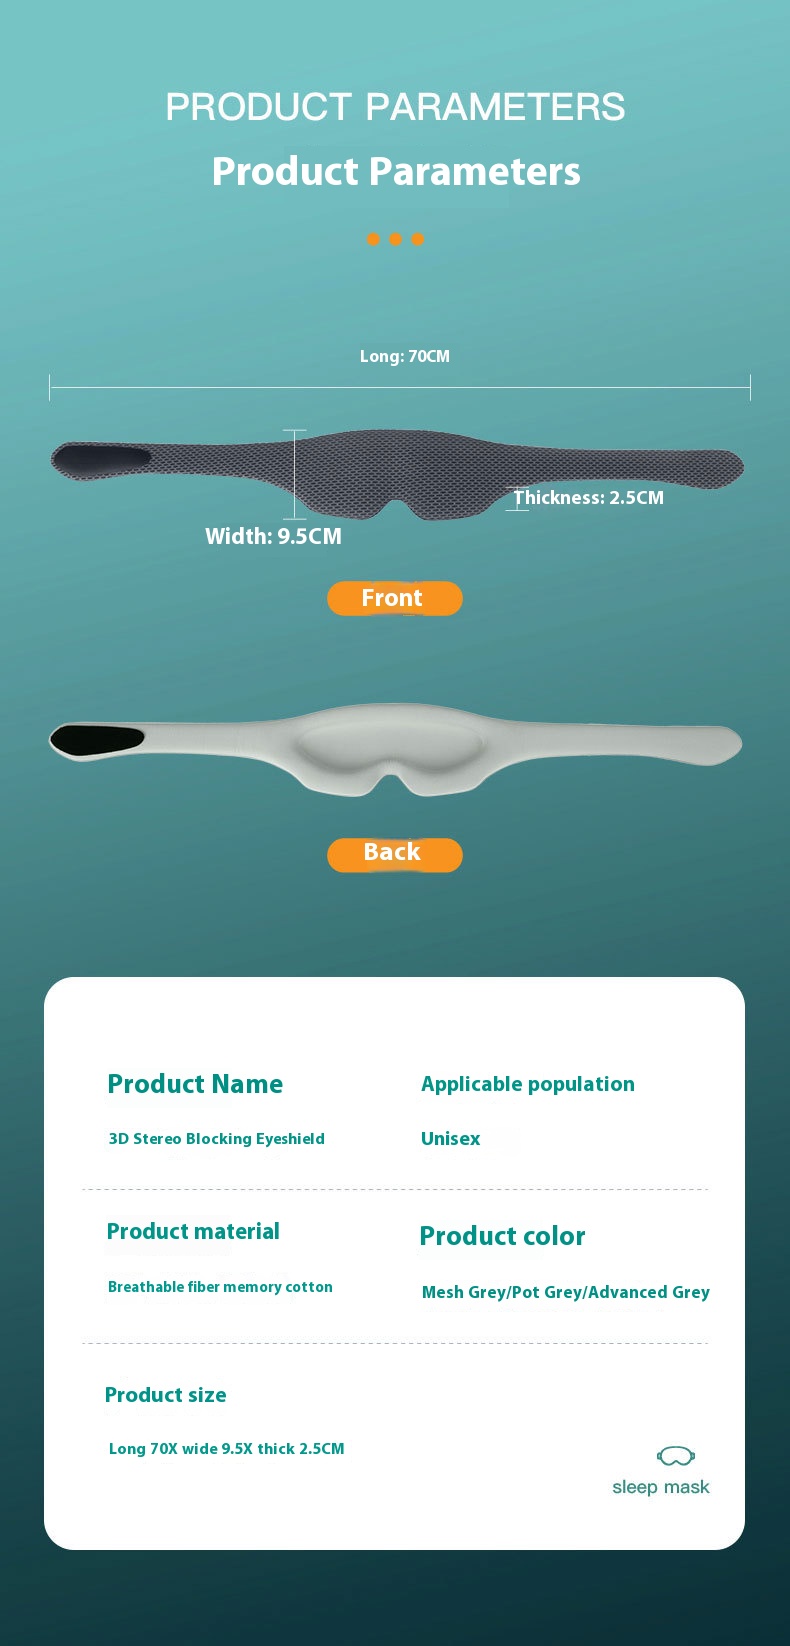 PRODUCT PARAMETERS
Product Parameters
Long: 70CM
Thickness: 2.5CM
Width: 9.5CM
Front
Back
Product Name
Applicable population
3D Stereo Blocking Eyeshield
Unisex
Product material
Product color
Breathable fiber memory cotton
Mesh Grey/Pot Grey/Advanced Grey
Product size
Long 70X wide 9.5X thick 2.5CM
sleep mask